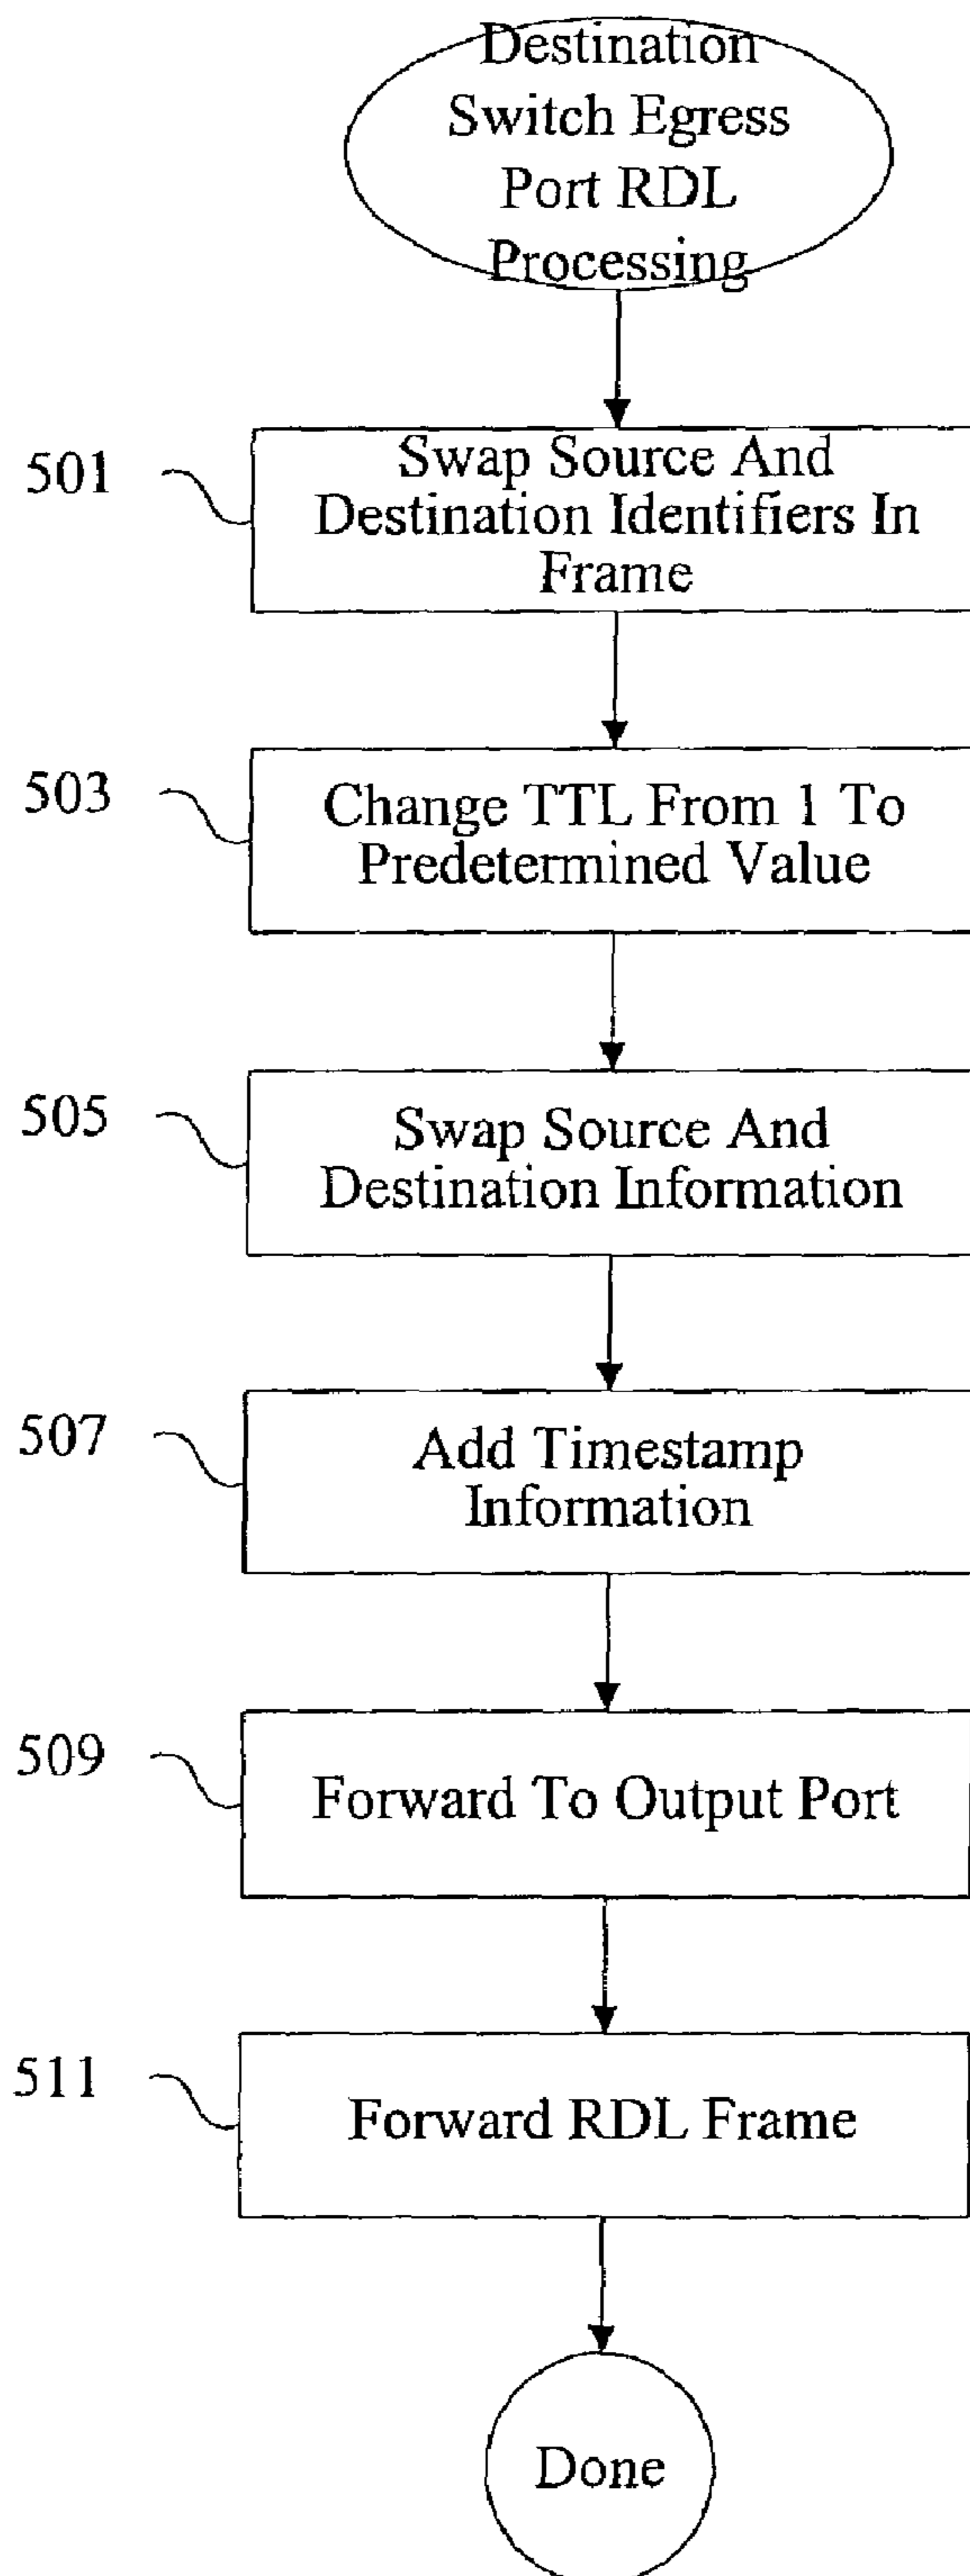 Destination
Switch Egress
Port RDL
Processing
501
Swap Source And
Destination Identifiers In
Frame
503
Change TTL From 1 To
Predetermined Value
505
Swap Source And
Destination Information
507
Add Timestamp
Information
509
Forward To Output Port
511
Forward RDL Frame
Done